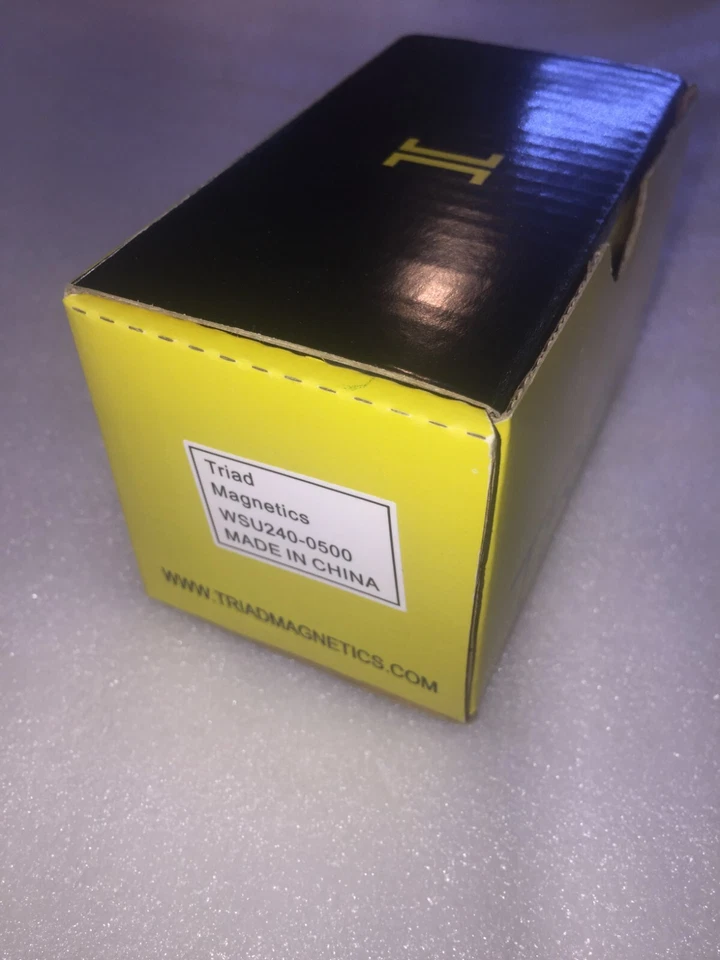 Triad
Magnetics
WSU240-0500
MADE IN CHINA
WWW.TRIADMAGNETICS.COM